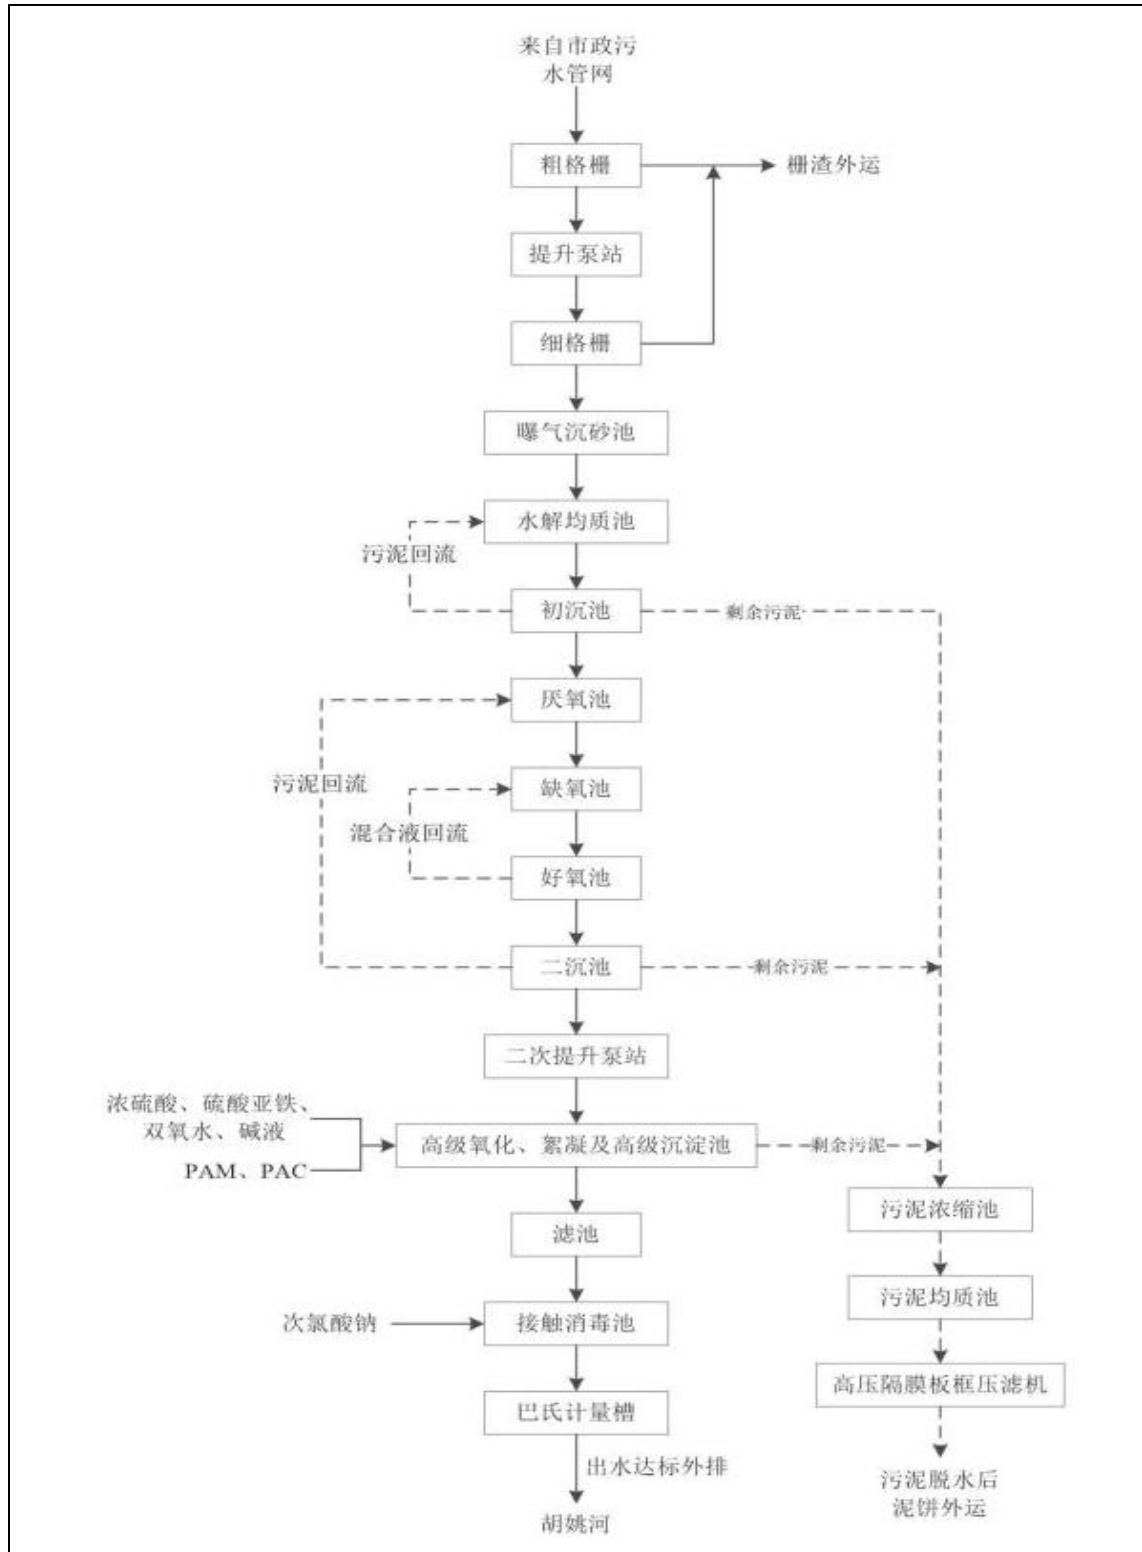 来自市政污
水管网
粗格栅
栅渣外运
提升泵站
细格栅
曝气沉砂池
水解均质池
污泥回流
初沉池
剩余污泥
厌氧池
污泥回流
缺氧池
混合液回流
好氧池
二沉池
剩余污泥
二次提升泵站
浓硫酸、硫酸亚铁、
双氧水、碱液
PAM、PAC
高级氧化、絮凝及高级沉淀池
剩余污泥
污泥浓缩池
滤池
污泥均质池
次氯酸钠
接触消毒池
高压隔膜板框压滤机
巴氏计量槽
出水达标外排
污泥脱水后
泥饼外运
胡姚河